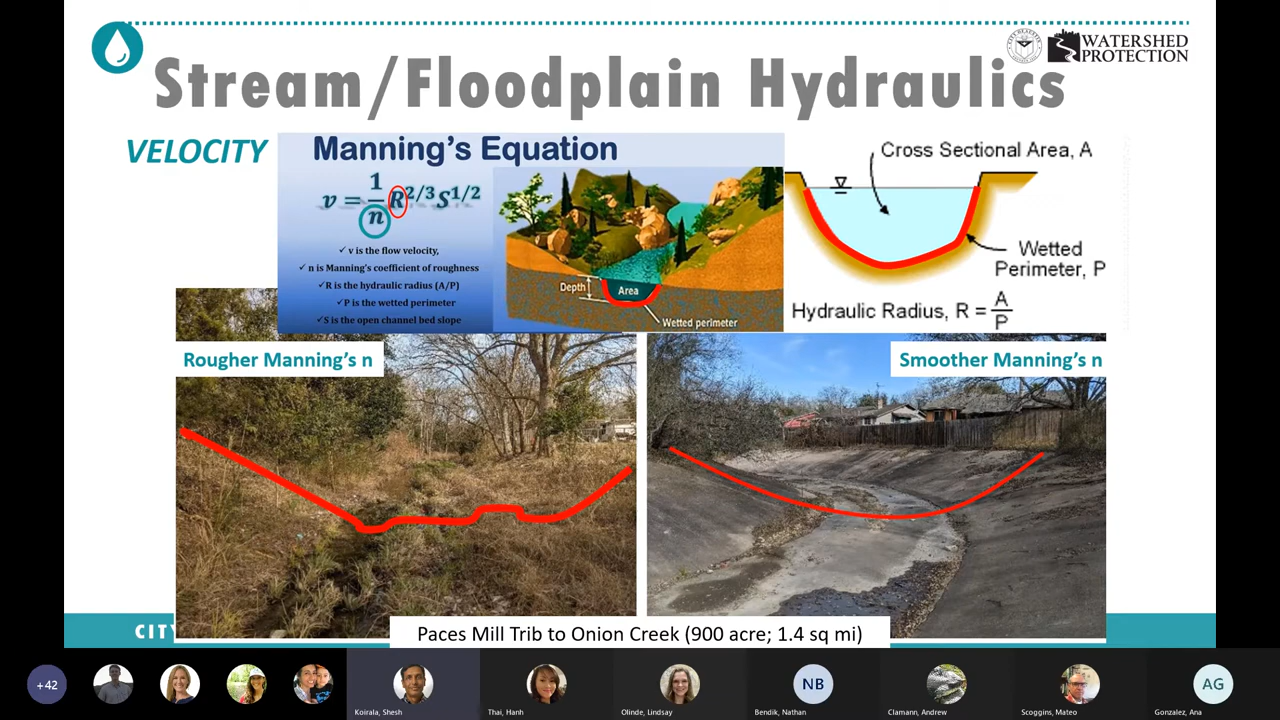 Stream/Floodplain Hydraulics
WATERSHED
PROTECTION
VELOCITY
Manning's Equation
v = 1/n R^2/3 S^1/2
✓ v is the flow velocity,
✓ n is Manning's coefficient of roughness
✓R is the hydraulic radius (A/P)
✓P is the wetted perimeter
✓S is the open channel bed slope
Depth
Area
Wetted perimeter
Cross Sectional Area, A
Wetted
Perimeter, P
Hydraulic Radius, R = A/P
Rougher Manning's n
Smoother Manning's n
CITY
Paces Mill Trib to Onion Creek (900 acre; 1.4 sq mi)
+42
NB
AG
Koirala, Shesh
Thai, Hanh
Olinde, Lindsay
Bendik, Nathan
Clamann, Andrew
Scoggins, Mateo
Gonzalez, Ana